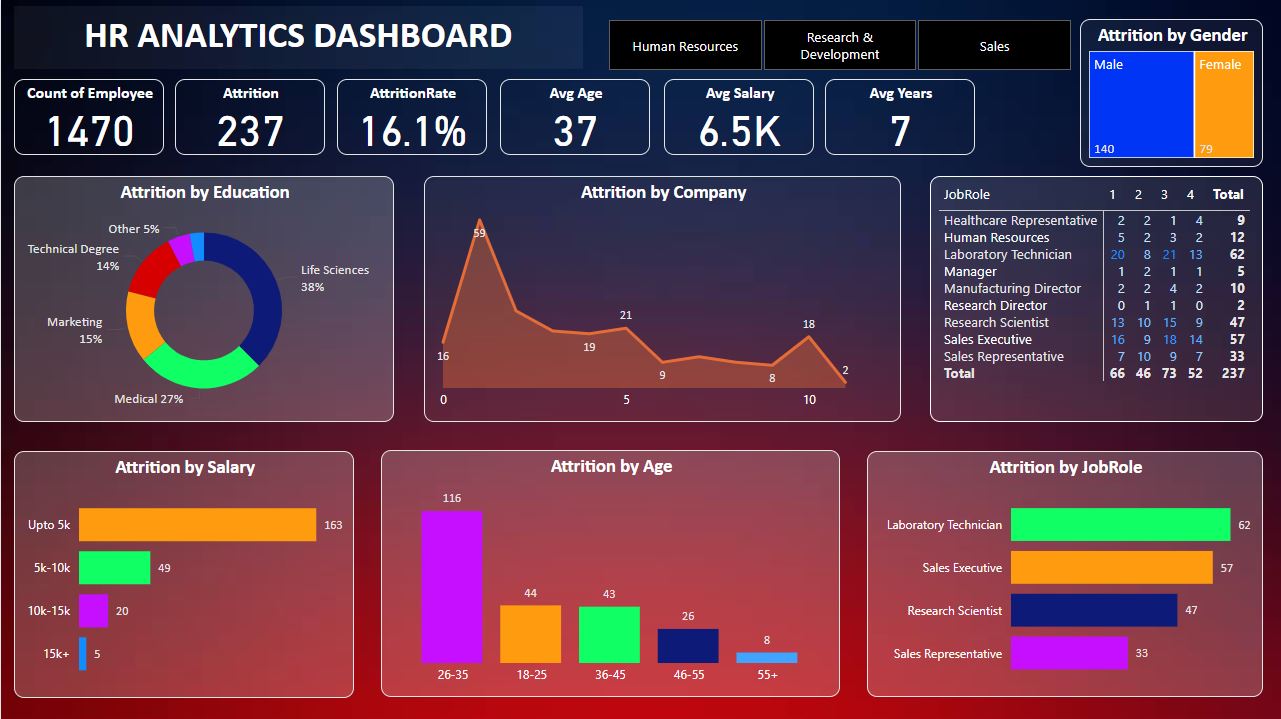 HR ANALYTICS DASHBOARD
Human Resources
Research &
Development
Sales
Attrition by Gender
Male
Female
140
79
Count of Employee
1470
Attrition
237
AttritionRate
16.1%
Avg Age
37
Avg Salary
6.5K
Avg Years
7
Attrition by Education
Other 5%
Technical Degree
14%
Life Sciences
38%
Marketing
15%
Medical 27%
Attrition by Company
59
16
19
21
9
8
18
2
0 5 10
JobRole 1 2 3 4 Total
Healthcare Representative 2 2 1 4 9
Human Resources 5 2 3 2 12
Laboratory Technician 20 8 21 13 62
Manager 1 2 1 1 5
Manufacturing Director 2 2 4 2 10
Research Director 0 1 1 0 2
Research Scientist 13 10 15 9 47
Sales Executive 16 9 18 14 57
Sales Representative 7 10 9 7 33
Total 66 46 73 52 237
Attrition by Salary
Upto 5k 163
5k-10k 49
10k-15k 20
15k+ 5
Attrition by Age
116
44
43
26
8
26-35 18-25 36-45 46-55 55+
Attrition by JobRole
Laboratory Technician 62
Sales Executive 57
Research Scientist 47
Sales Representative 33